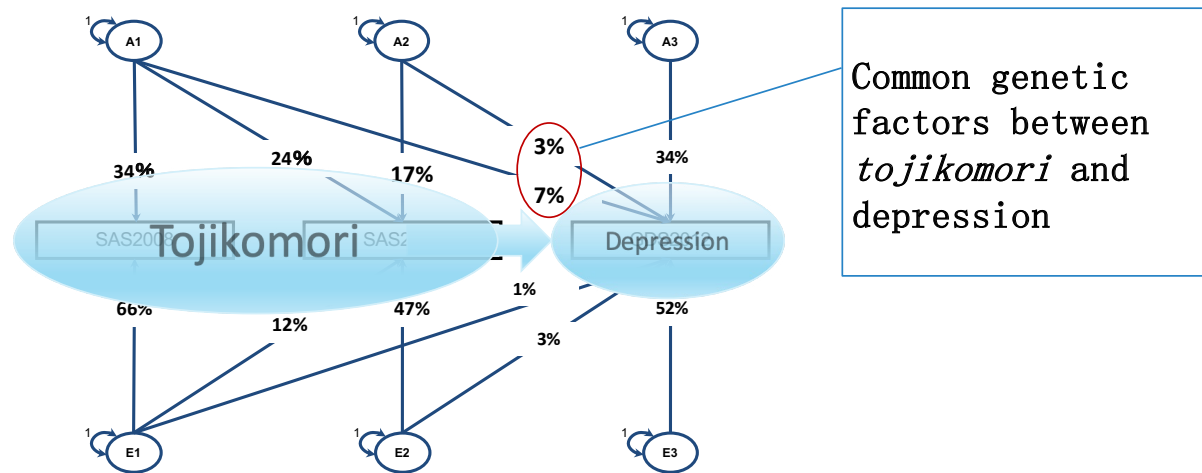 1
A1
1
A2
1
A3
Common genetic
factors between
tojikomori and
depression
3%
24%
34%
34%
17%
7%
SAS2008
Tojikomori
Depression
66%
1%
47%
52%
12%
3%
1
E1
1
E2
1
E3